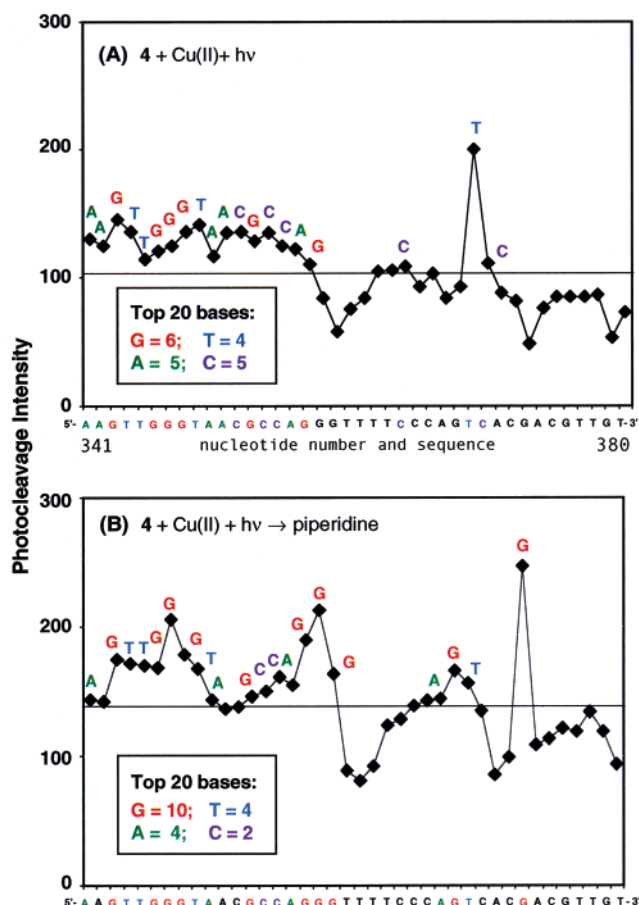 300
(A) 4 + Cu(II)+ hν
200
T
A A G T T G G G T A A C G C C A G C C
100
Top 20 bases:
G = 6; T = 4
A = 5; C = 5
0
5'- A A G T T G G G T A A C G C C A G G G T T T T C C C A G T C A C G A C G T T G T -3'
341 nucleotide number and sequence 380
Photocleavage Intensity
300
(B) 4 + Cu(II) + hν → piperidine
G
200
A G T T G G G T A G C C A G G G A G T
100
Top 20 bases:
G = 10; T = 4
A = 4; C = 2
0
5'- A A G T T G G G T A A C G C C A G G G T T T T C C C A G T C A C G A C G T T G T -3